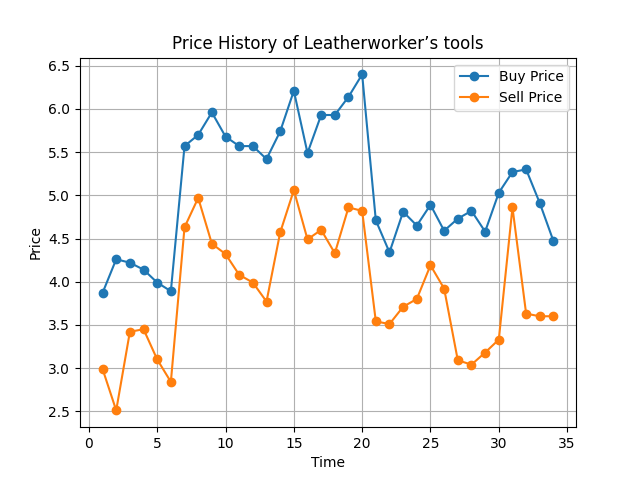 Price History of Leatherworker’s tools
Buy Price
Sell Price
6.5
6.0
5.5
5.0
4.5
4.0
3.5
3.0
2.5
Price
0 5 10 15 20 25 30 35
Time